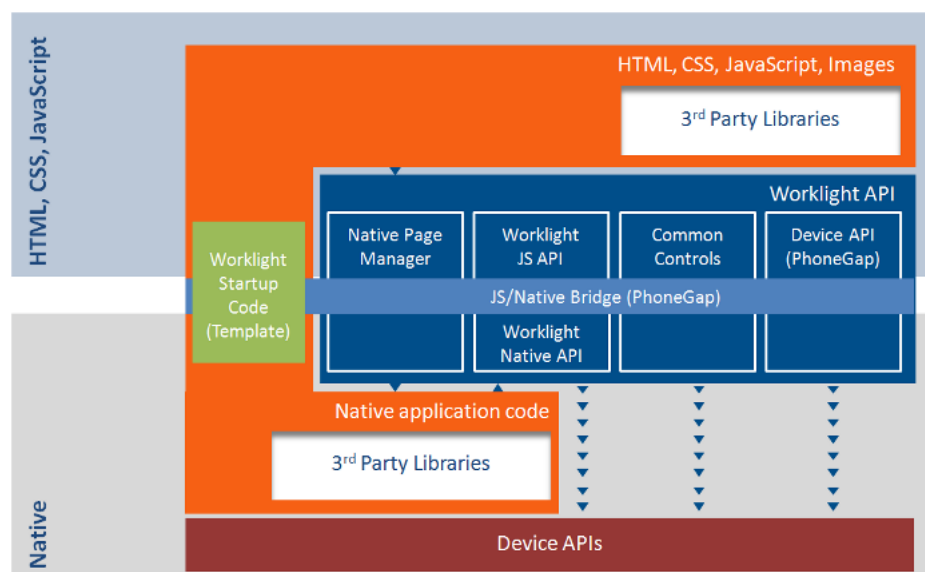 HTML, CSS, JavaScript
HTML, CSS, JavaScript, Images
3rd Party Libraries
Worklight API
Native Page
Manager
Worklight
JS API
Common
Controls
Device API
(PhoneGap)
Worklight
Startup
Code
(Template)
JS/Native Bridge (PhoneGap)
Worklight
Native API
Native application code
3rd Party Libraries
Native
Device APIs